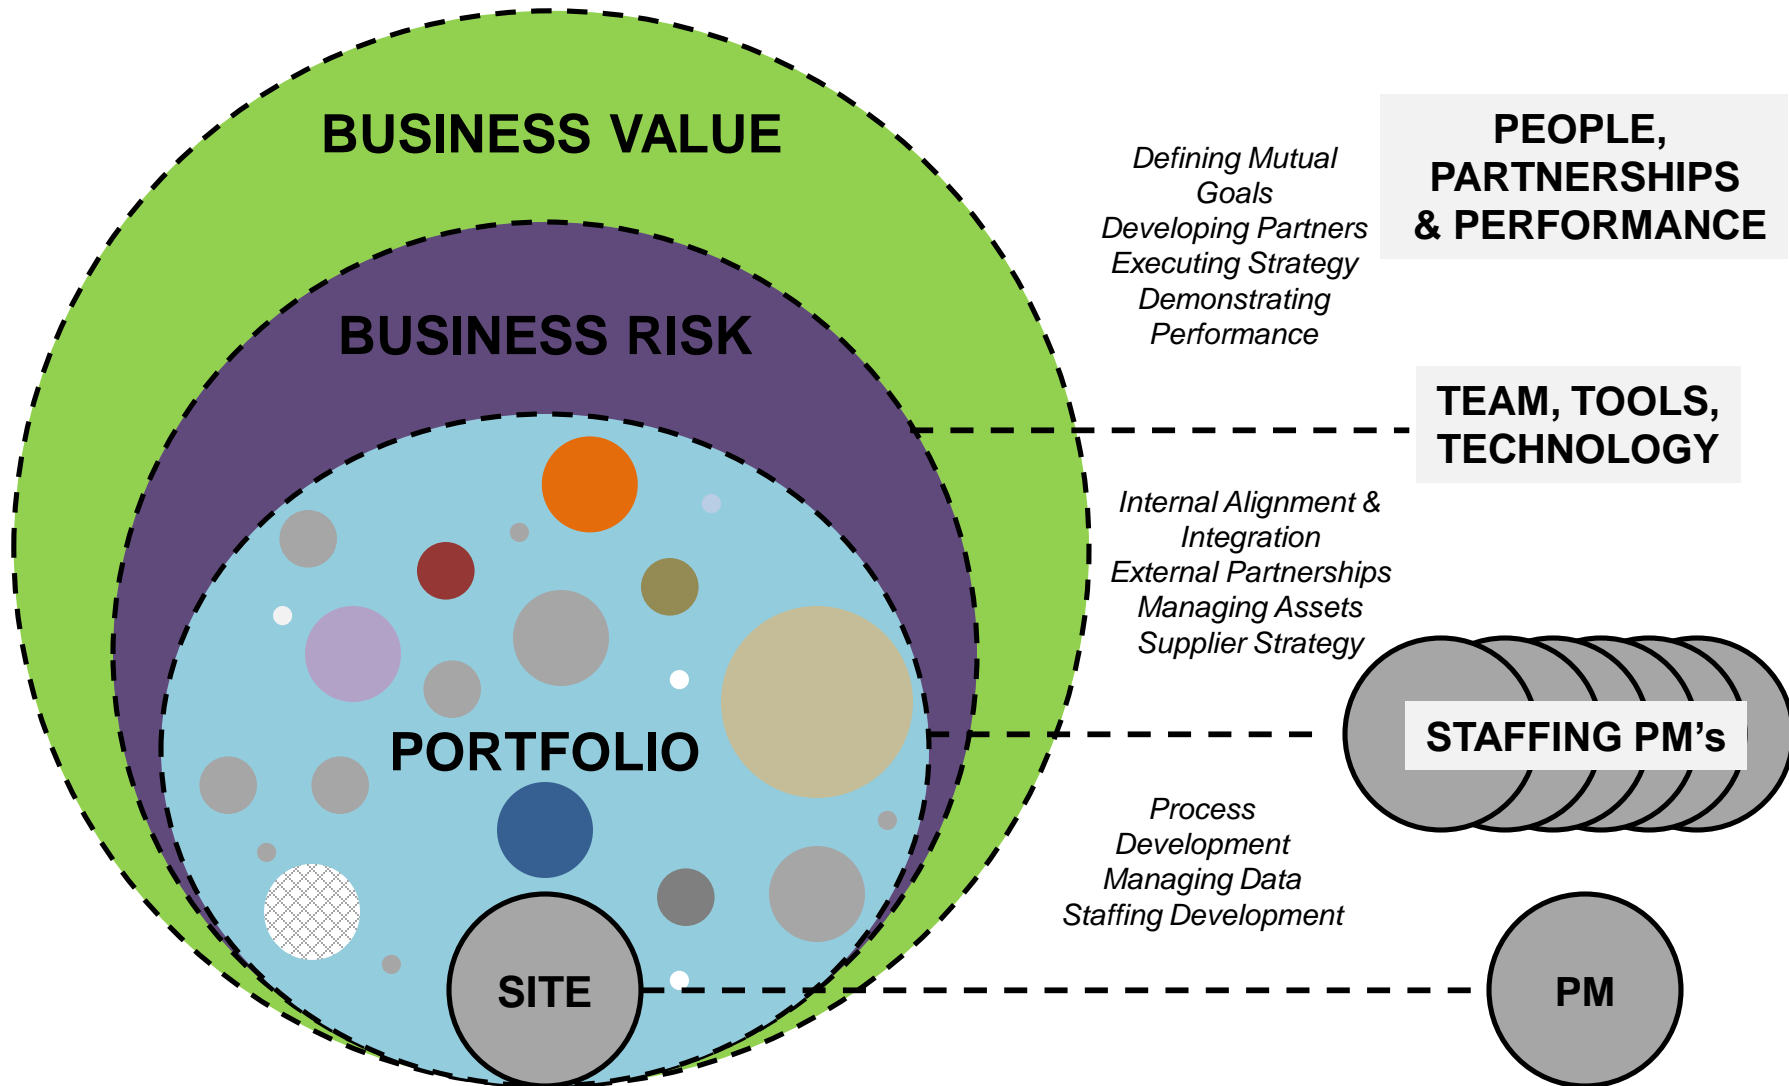 BUSINESS VALUE
BUSINESS RISK
PORTFOLIO
SITE
Defining Mutual
Goals
Developing Partners
Executing Strategy
Demonstrating
Performance
PEOPLE,
PARTNERSHIPS
& PERFORMANCE
TEAM, TOOLS,
TECHNOLOGY
Internal Alignment &
Integration
External Partnerships
Managing Assets
Supplier Strategy
STAFFING PM’s
Process
Development
Managing Data
Staffing Development
PM